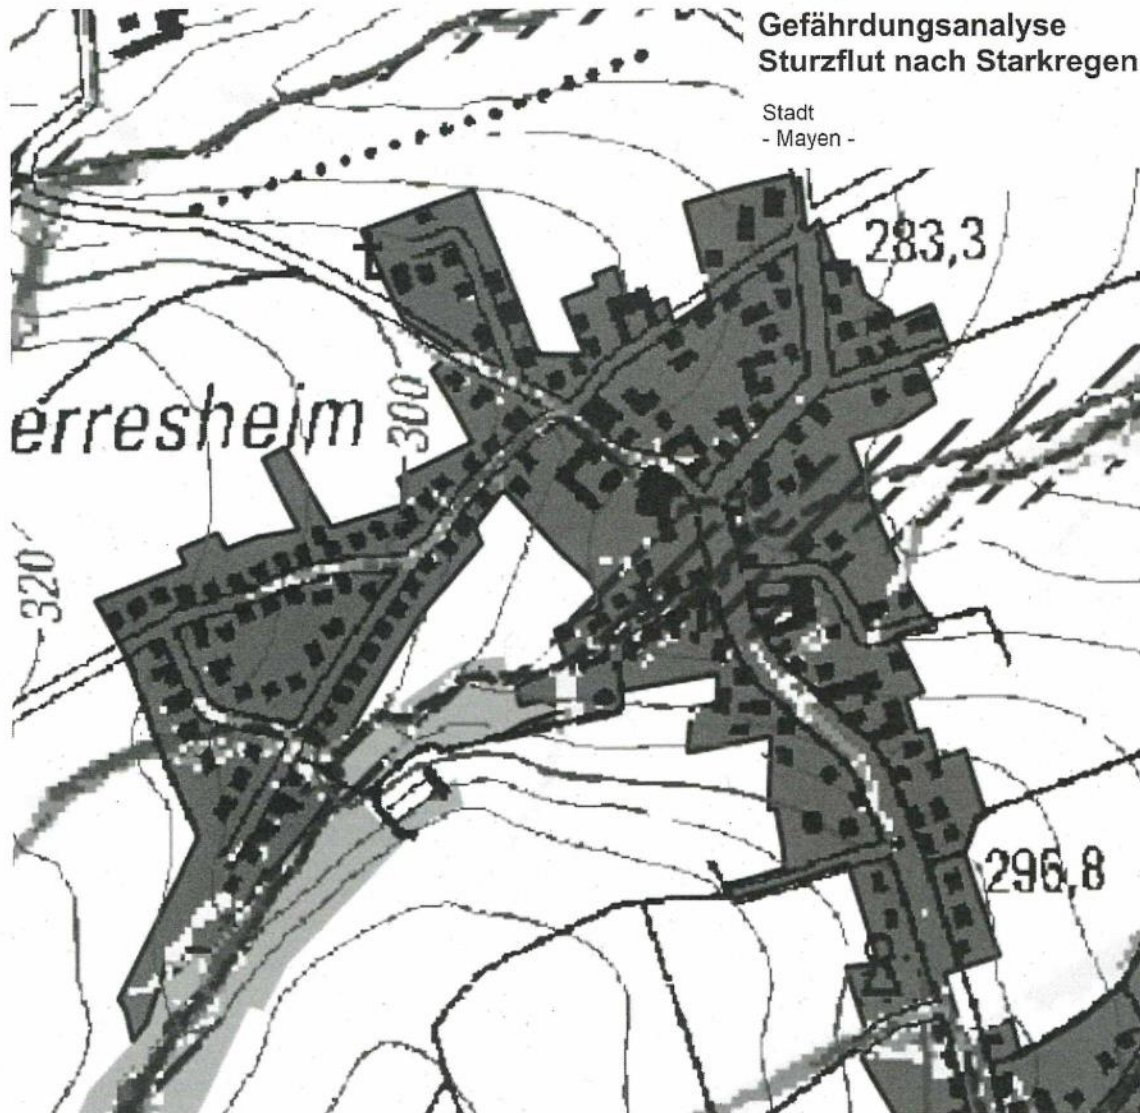 Gefährdungsanalyse
Sturzflut nach Starkregen
Stadt
- Mayen -
283,3
erresheim
300
320
296,8